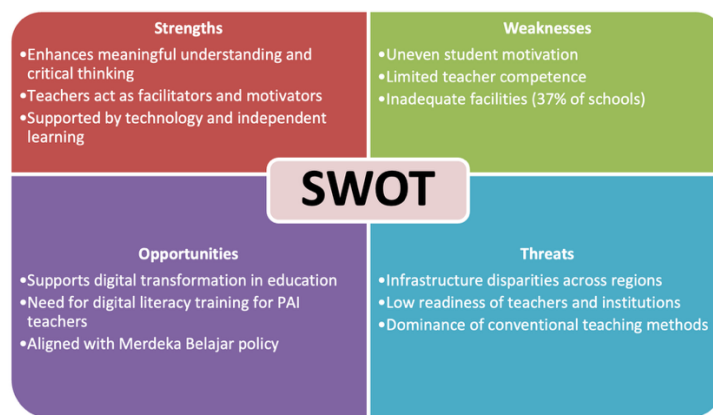 Strengths
•Enhances meaningful understanding and
critical thinking
•Teachers act as facilitators and motivators
•Supported by technology and independent
learning
Weaknesses
•Uneven student motivation
•Limited teacher competence
•Inadequate facilities (37% of schools)
SWOT
Opportunities
•Supports digital transformation in education
•Need for digital literacy training for PAI
teachers
•Aligned with Merdeka Belajar policy
Threats
•Infrastructure disparities across regions
•Low readiness of teachers and institutions
•Dominance of conventional teaching methods